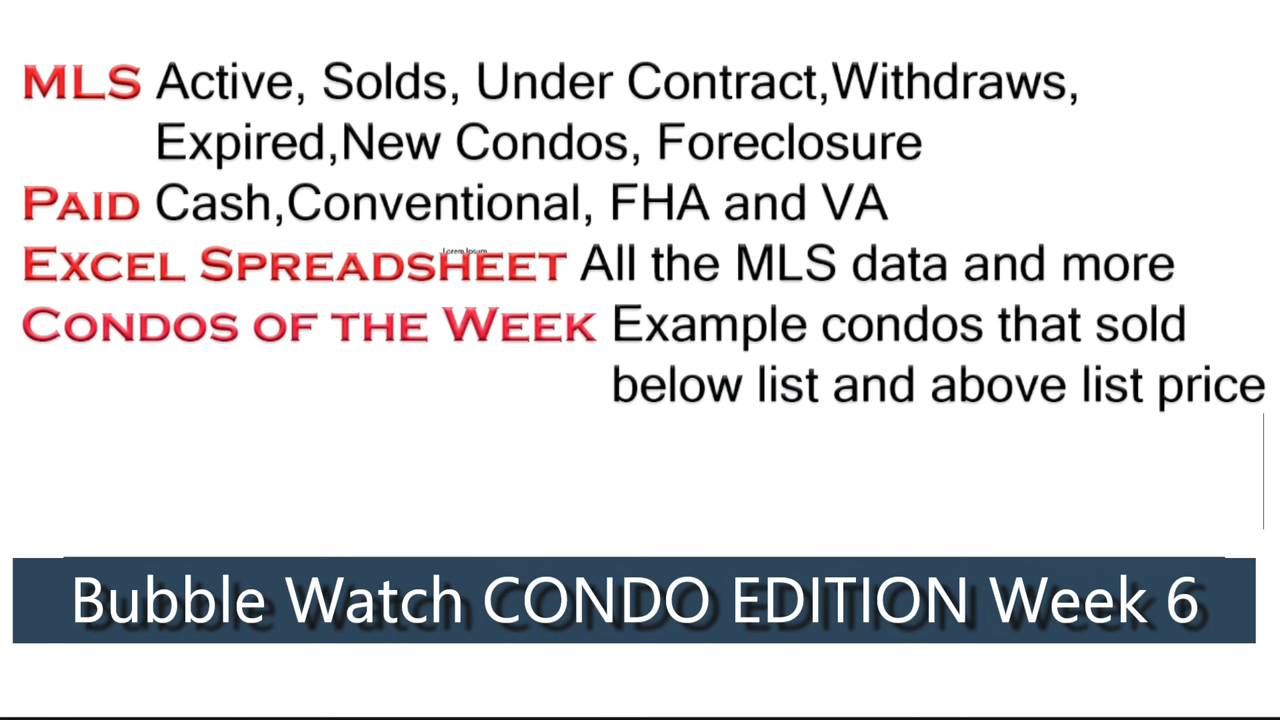 MLS Active, Solds, Under Contract,Withdraws,
Expired,New Condos, Foreclosure
PAID Cash,Conventional, FHA and VA
Lorem Ipsum
EXCEL SPREADSHEET All the MLS data and more
CONDOS OF THE WEEK Example condos that sold
below list and above list price
Bubble Watch CONDO EDITION Week 6